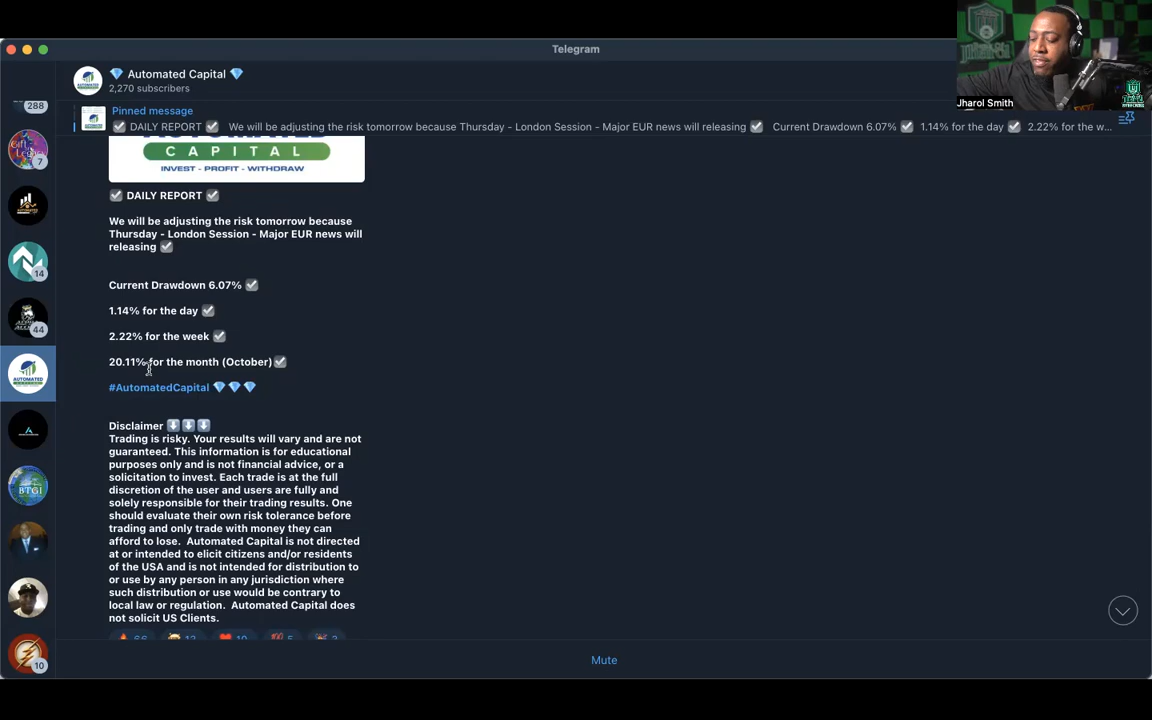 Telegram
Automated Capital
2,270 subscribers
Pinned message
DAILY REPORT We will be adjusting the risk tomorrow because Thursday - London Session - Major EUR news will releasing Current Drawdown 6.07% 1.14% for the day 2.22% for the w...
Jharol Smith
288
7
14
44
10
CAPITAL
INVEST - PROFIT - WITHDRAW
DAILY REPORT
We will be adjusting the risk tomorrow because
Thursday - London Session - Major EUR news will
releasing
Current Drawdown 6.07%
1.14% for the day
2.22% for the week
20.11% for the month (October)
#AutomatedCapital
Disclaimer
Trading is risky. Your results will vary and are not
guaranteed. This information is for educational
purposes only and is not financial advice, or a
solicitation to invest. Each trade is at the full
discretion of the user and users are fully and
solely responsible for their trading results. One
should evaluate their own risk tolerance before
trading and only trade with money they can
afford to lose. Automated Capital is not directed
at or intended to elicit citizens and/or residents
of the USA and is not intended for distribution to
or use by any person in any jurisdiction where
such distribution or use would be contrary to
local law or regulation. Automated Capital does
not solicit US Clients.
Mute